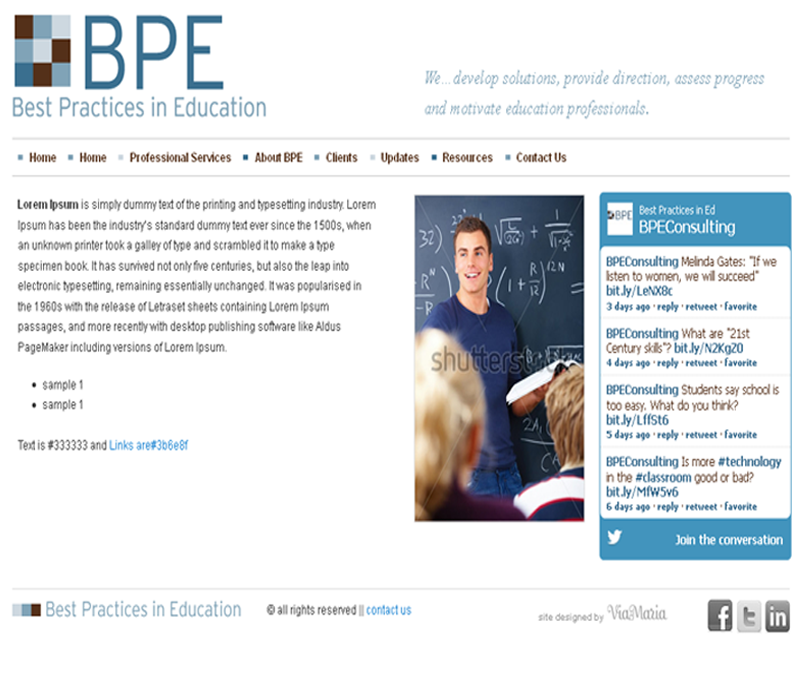 BPE
Best Practices in Education
We... develop solutions, provide direction, assess progress
and motivate education professionals.
Home Home Professional Services About BPE Clients Updates Resources Contact Us
Lorem Ipsum is simply dummy text of the printing and typesetting industry. Lorem
Ipsum has been the industry's standard dummy text ever since the 1500s, when
an unknown printer took a galley of type and scrambled it to make a type
specimen book. It has survived not only five centuries, but also the leap into
electronic typesetting, remaining essentially unchanged. It was popularised in
the 1960s with the release of Letraset sheets containing Lorem Ipsum
passages, and more recently with desktop publishing software like Aldus
PageMaker including versions of Lorem Ipsum.
• sample 1
• sample 1
Text is #333333 and Links are#3b6e8f
shutterst
BPE
Best Practices in Ed
BPEConsulting
BPEConsulting Melinda Gates: "If we
listen to women, we will succeed"
bit.ly/LeNX8c
3 days ago · reply · retweet · favorite
BPEConsulting What are "21st
Century skills"? bit.ly/N2KgZ0
4 days ago · reply · retweet · favorite
BPEConsulting Students say school is
too easy. What do you think?
bit.ly/LffSt6
5 days ago · reply · retweet · favorite
BPEConsulting Is more #technology
in the #classroom good or bad?
bit.ly/MfW5v6
6 days ago · reply · retweet · favorite
Join the conversation
Best Practices in Education
© all rights reserved || contact us
site designed by ViaMaria